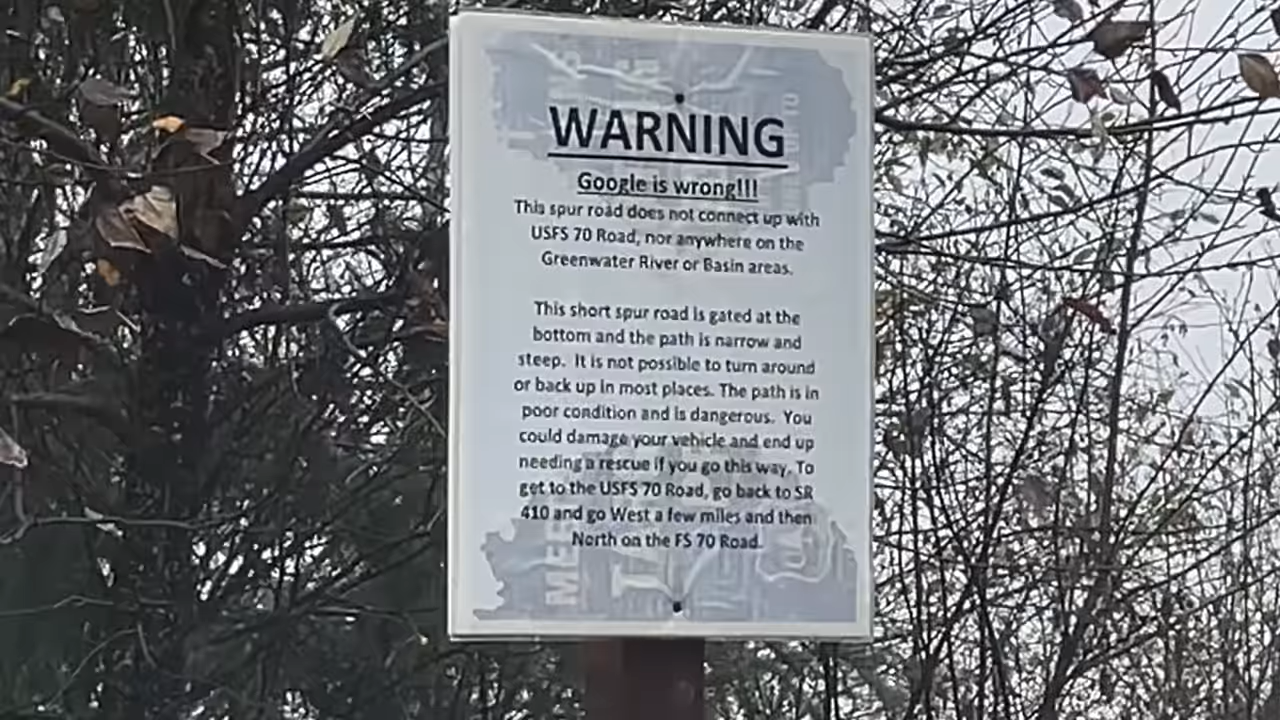 WARNING
Google is wrong!!!
This spur road does not connect up with
USFS 70 Road, nor anywhere on the
Greenwater River or Basin areas.
This short spur road is gated at the
bottom and the path is narrow and
steep. It is not possible to turn around
or back up in most places. The path is in
poor condition and is dangerous. You
could damage your vehicle and end up
needing a rescue if you go this way. To
get to the USFS 70 Road, go back to SR
410 and go West a few miles and then
North on the FS 70 Road.